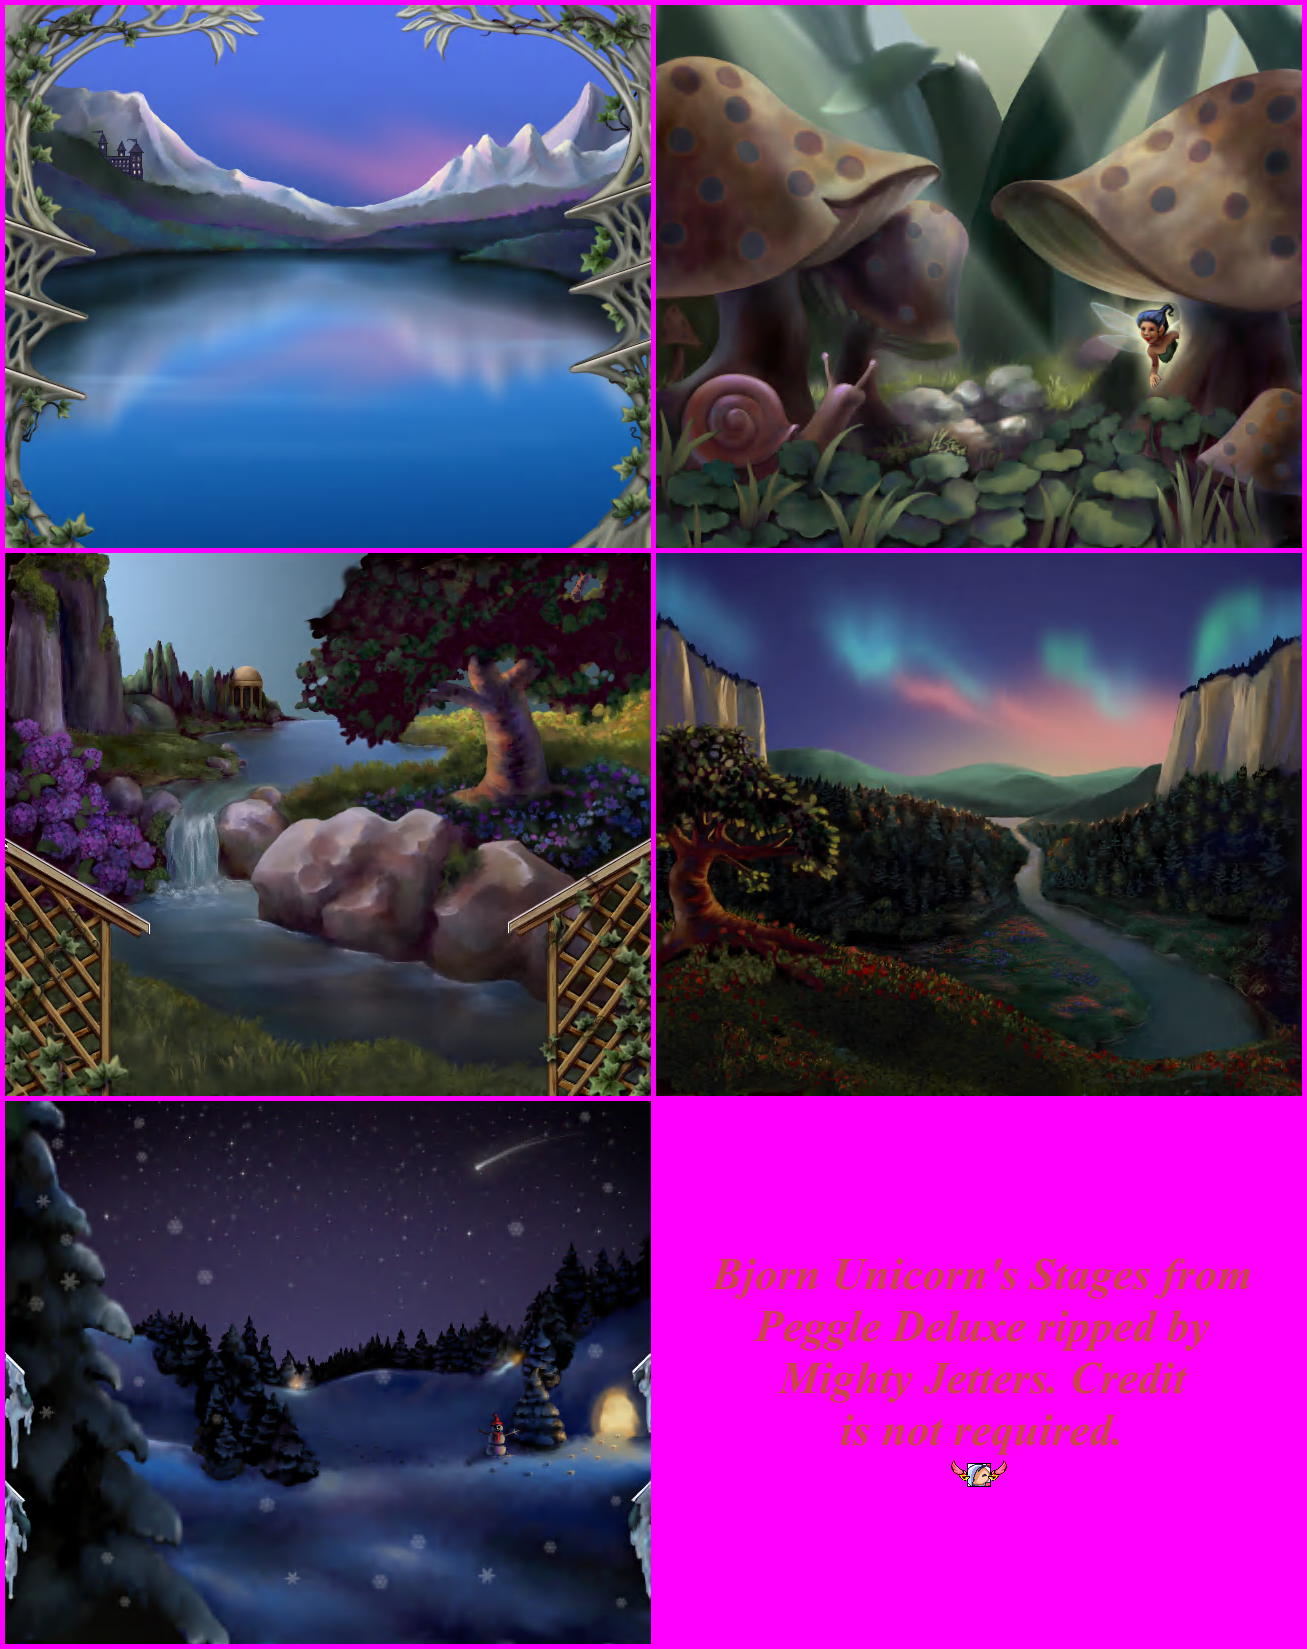 Bjorn Unicorn's Stages from
Peggle Deluxe ripped by
Mighty Jetters. Credit
is not required.